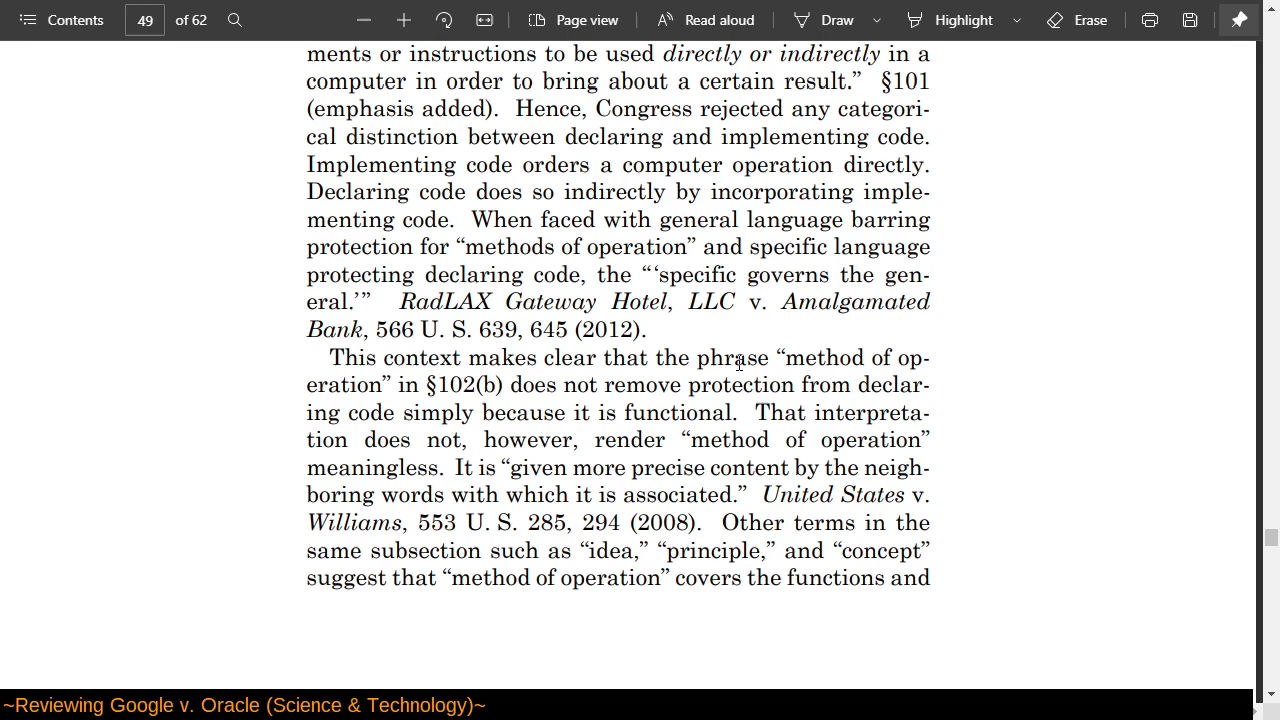 Contents 49 of 62 Page view Read aloud Draw Highlight Erase
ments or instructions to be used directly or indirectly in a
computer in order to bring about a certain result.” §101
(emphasis added). Hence, Congress rejected any categori-
cal distinction between declaring and implementing code.
Implementing code orders a computer operation directly.
Declaring code does so indirectly by incorporating imple-
menting code. When faced with general language barring
protection for “methods of operation” and specific language
protecting declaring code, the “‘specific governs the gen-
eral.’” RadLAX Gateway Hotel, LLC v. Amalgamated
Bank, 566 U. S. 639, 645 (2012).
This context makes clear that the phrase “method of op-
eration” in §102(b) does not remove protection from declar-
ing code simply because it is functional. That interpreta-
tion does not, however, render “method of operation”
meaningless. It is “given more precise content by the neigh-
boring words with which it is associated.” United States v.
Williams, 553 U. S. 285, 294 (2008). Other terms in the
same subsection such as “idea,” “principle,” and “concept”
suggest that “method of operation” covers the functions and
~Reviewing Google v. Oracle (Science & Technology)~